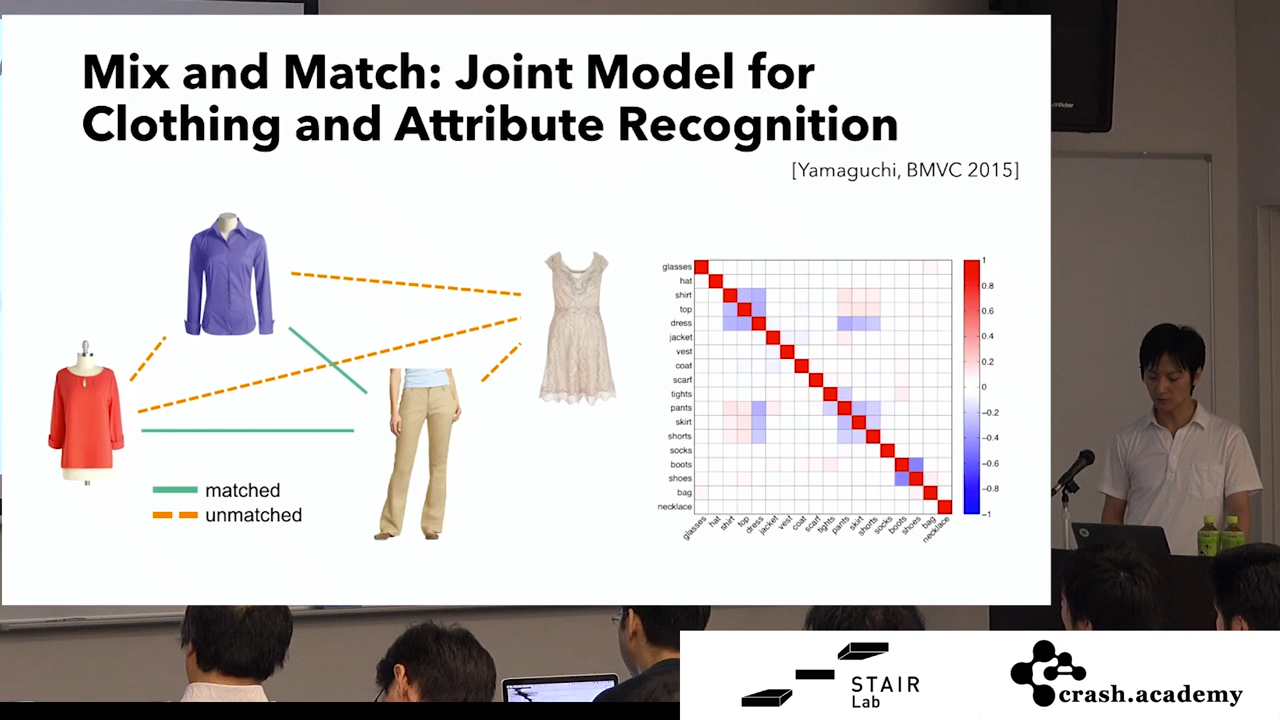 Mix and Match: Joint Model for
Clothing and Attribute Recognition
[Yamaguchi, BMVC 2015]
matched
unmatched
glasses
hat
shirt
top
dress
jacket
vest
coat
scarf
tights
pants
skirt
shorts
socks
boots
shoes
bag
necklace
glasses
hat
shirt
top
dress
jacket
vest
coat
scarf
tights
pants
skirt
shorts
socks
boots
shoes
bag
necklace
1
0.8
0.6
0.4
0.2
0
−0.2
−0.4
−0.6
−0.8
−1
STAIR
Lab
crash.academy